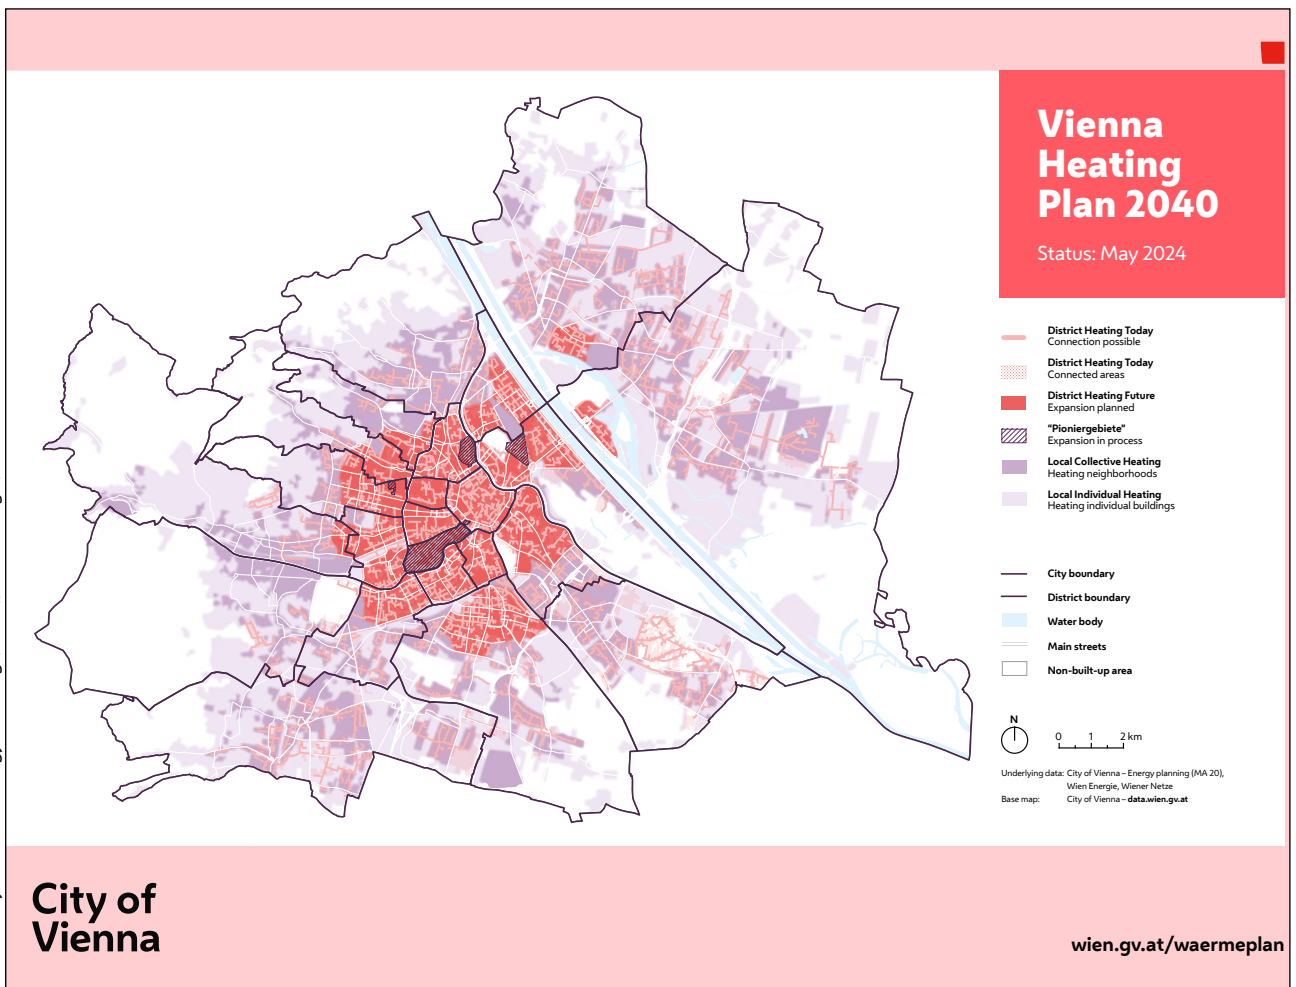 Vienna
Heating
Plan 2040
Status: May 2024
District Heating Today
Connection possible
District Heating Today
Connected areas
District Heating Future
Expansion planned
"Pioniergebiete"
Expansion in process
Local Collective Heating
Heating neighborhoods
Local Individual Heating
Heating individual buildings
City boundary
District boundary
Water body
Main streets
Non-built-up area
N
0 1 2 km
Underlying data: City of Vienna – Energy planning (MA 20),
Wien Energie, Wiener Netze
Base map: City of Vienna – data.wien.gv.at
City of
Vienna
wien.gv.at/waermeplan